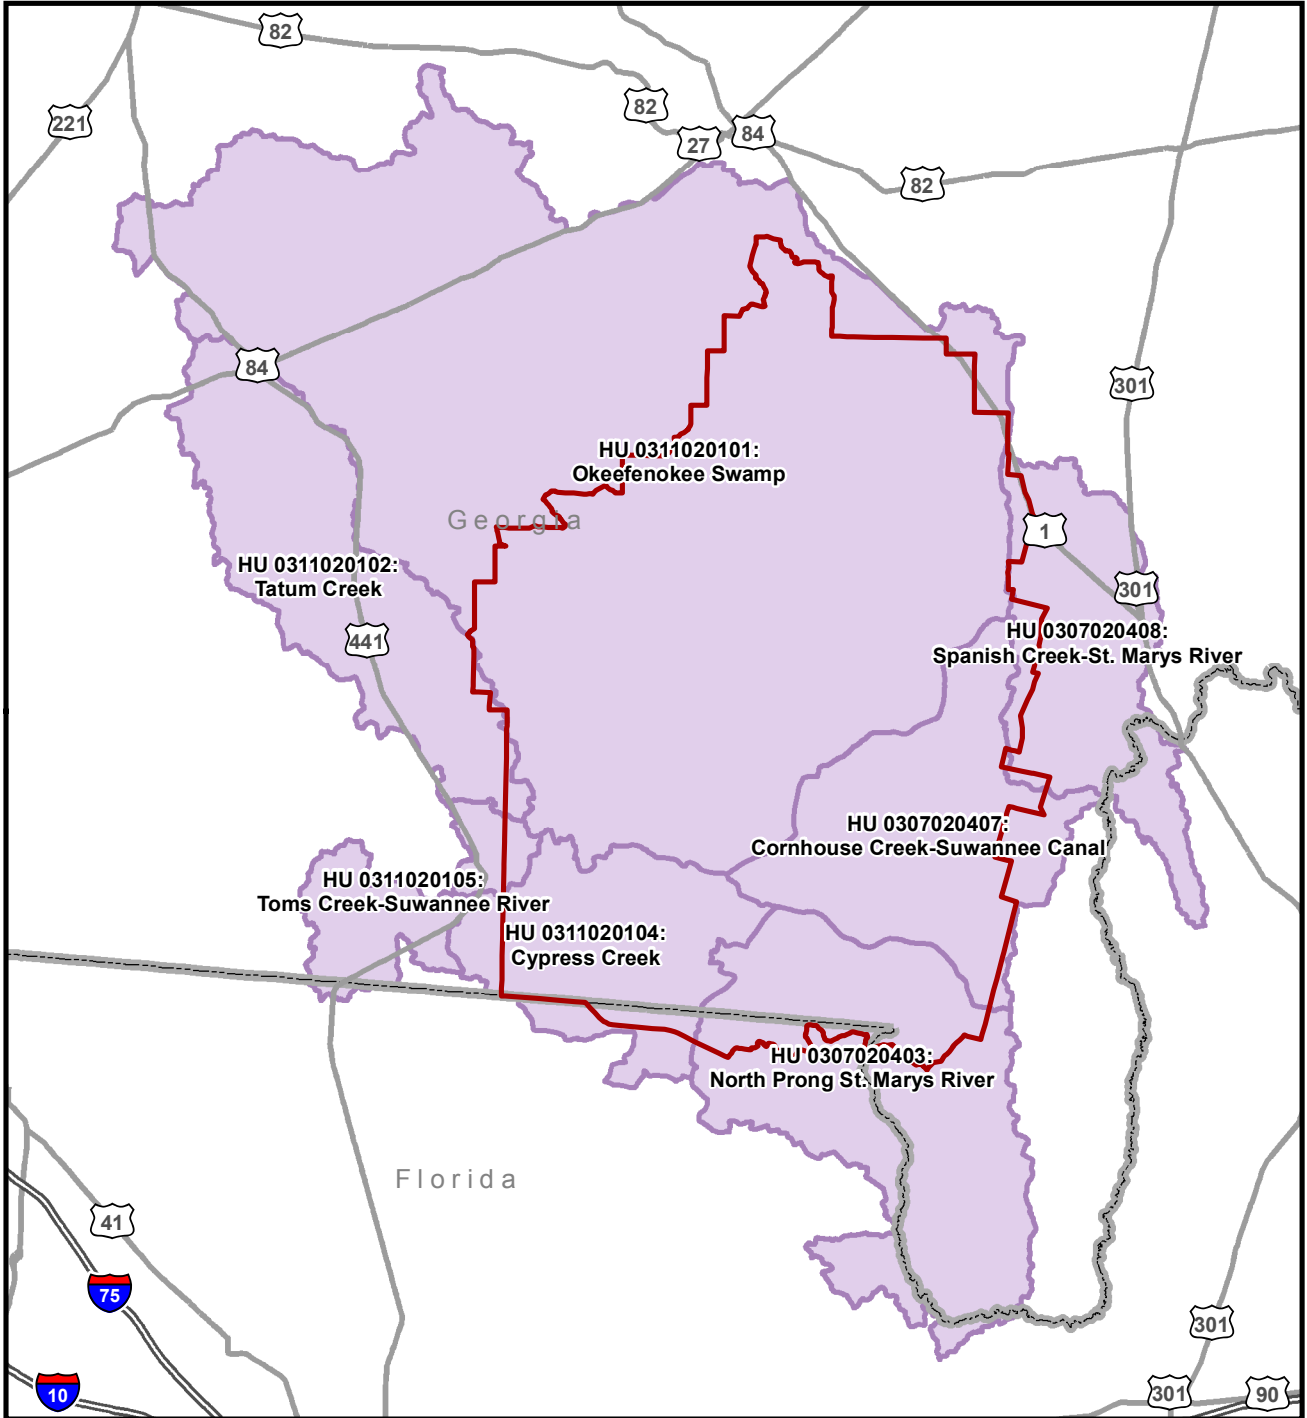 82
221
82
27
84
82
84
301
HU 0311020101:
Okeefenokee Swamp
Georgia
1
HU 0311020102:
Tatum Creek
301
441
HU 0307020408:
Spanish Creek-St. Marys River
HU 0307020407:
Cornhouse Creek-Suwannee Canal
HU 0311020105:
Toms Creek-Suwannee River
HU 0311020104:
Cypress Creek
HU 0307020403:
North Prong St. Marys River
Florida
41
75
301
10
301
90